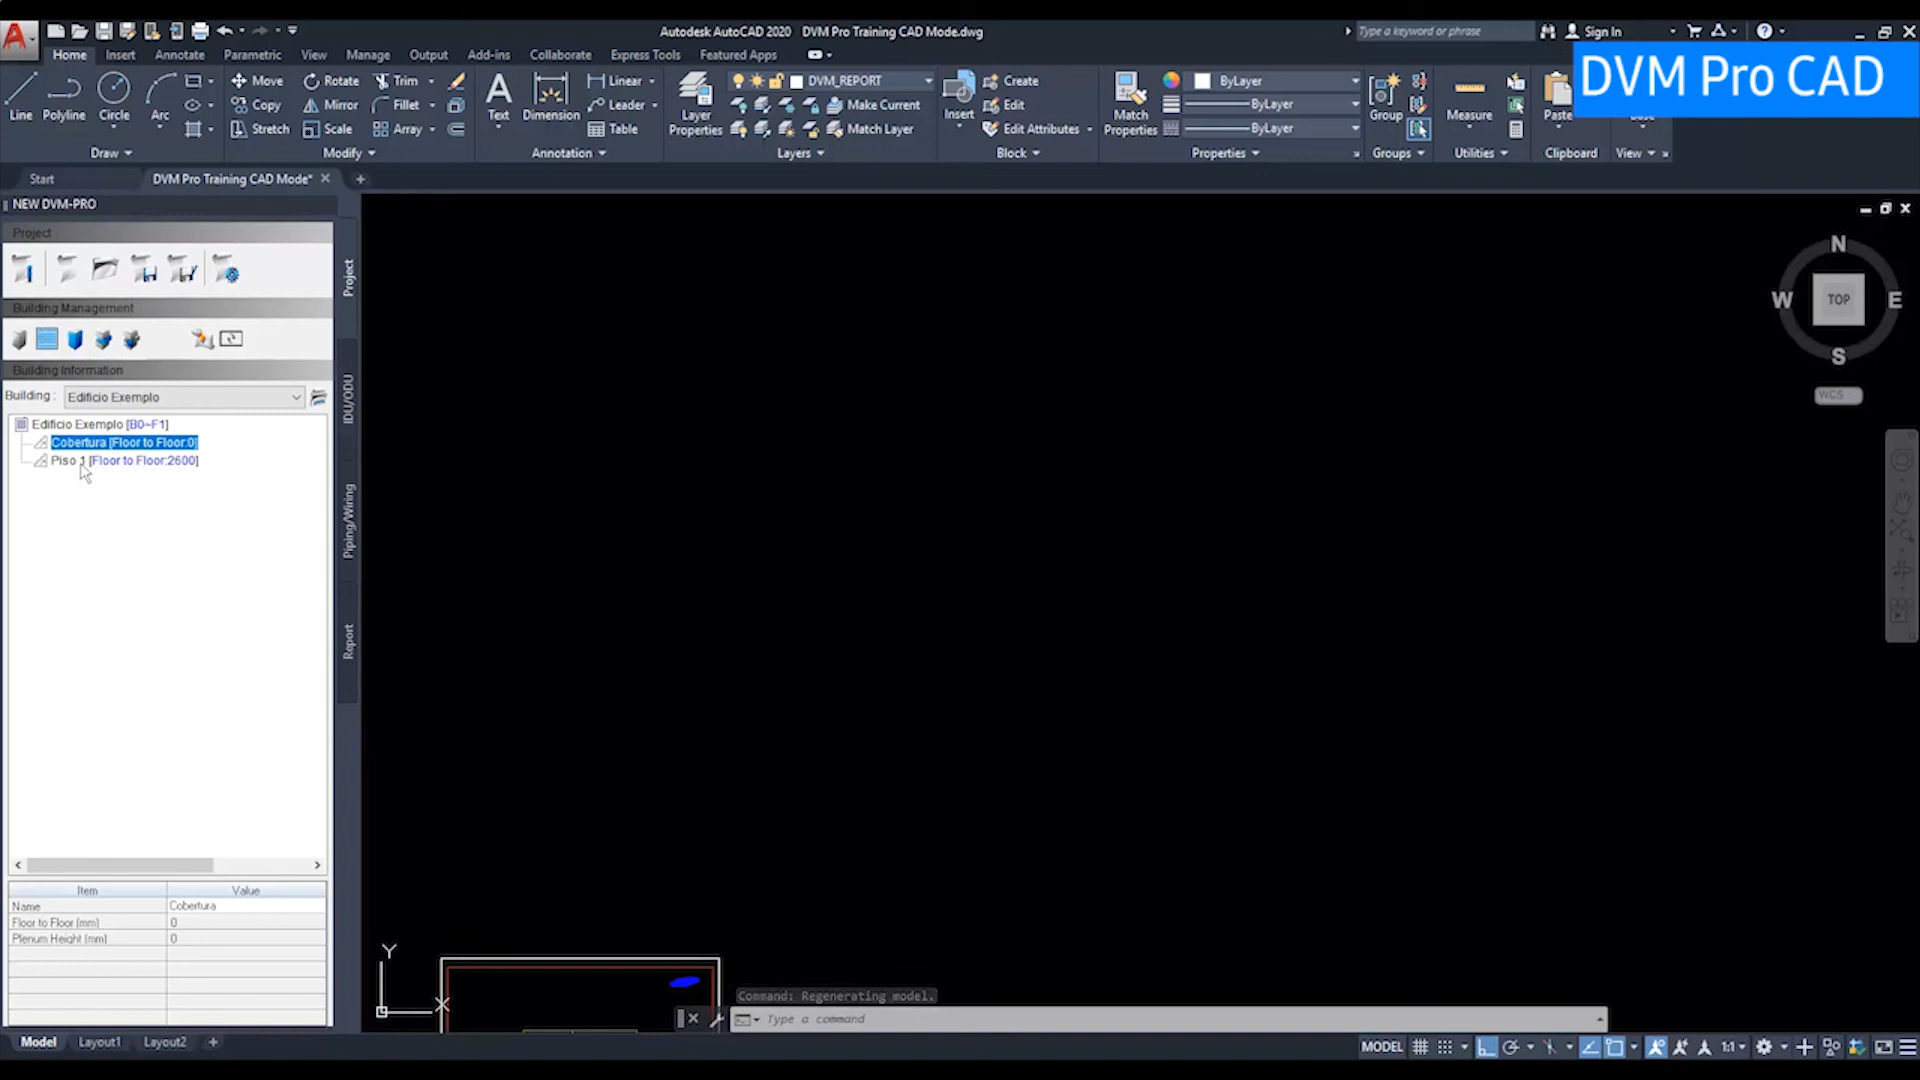 Autodesk AutoCAD 2020 DVM Pro Training CAD Mode.dwg
Type a keyword or phrase
Sign In
Home Insert Annotate Parametric View Manage Output Add-ins Collaborate Express Tools Featured Apps
DVM Pro CAD
Line
Polyline
Circle
Arc
Move
Rotate
Trim
Copy
Mirror
Fillet
Stretch
Scale
Array
Text
Dimension
Linear
Leader
Table
Layer
Properties
DVM_REPORT
Make Current
Match Layer
Insert
Create
Edit
Edit Attributes
Match
Properties
ByLayer
ByLayer
ByLayer
Group
Measure
Paste
Draw Modify Annotation Layers Block Properties Groups Utilities Clipboard View
Start
DVM Pro Training CAD Mode*
NEW DVM-PRO
Project
Building Management
Building Information
Building : Edificio Exemplo
Edificio Exemplo [B0~F1]
Cobertura [Floor to Floor:0]
Piso 1 [Floor to Floor:2600]
Project
IDU/ODU
Piping/Wiring
Report
Item Value
Name Cobertura
Floor to Floor (mm) 0
Plenum Height (mm) 0
N
W TOP E
S
WCS
Y
X
Command: Regenerating model.
Type a command
Model Layout1 Layout2
MODEL
1:1